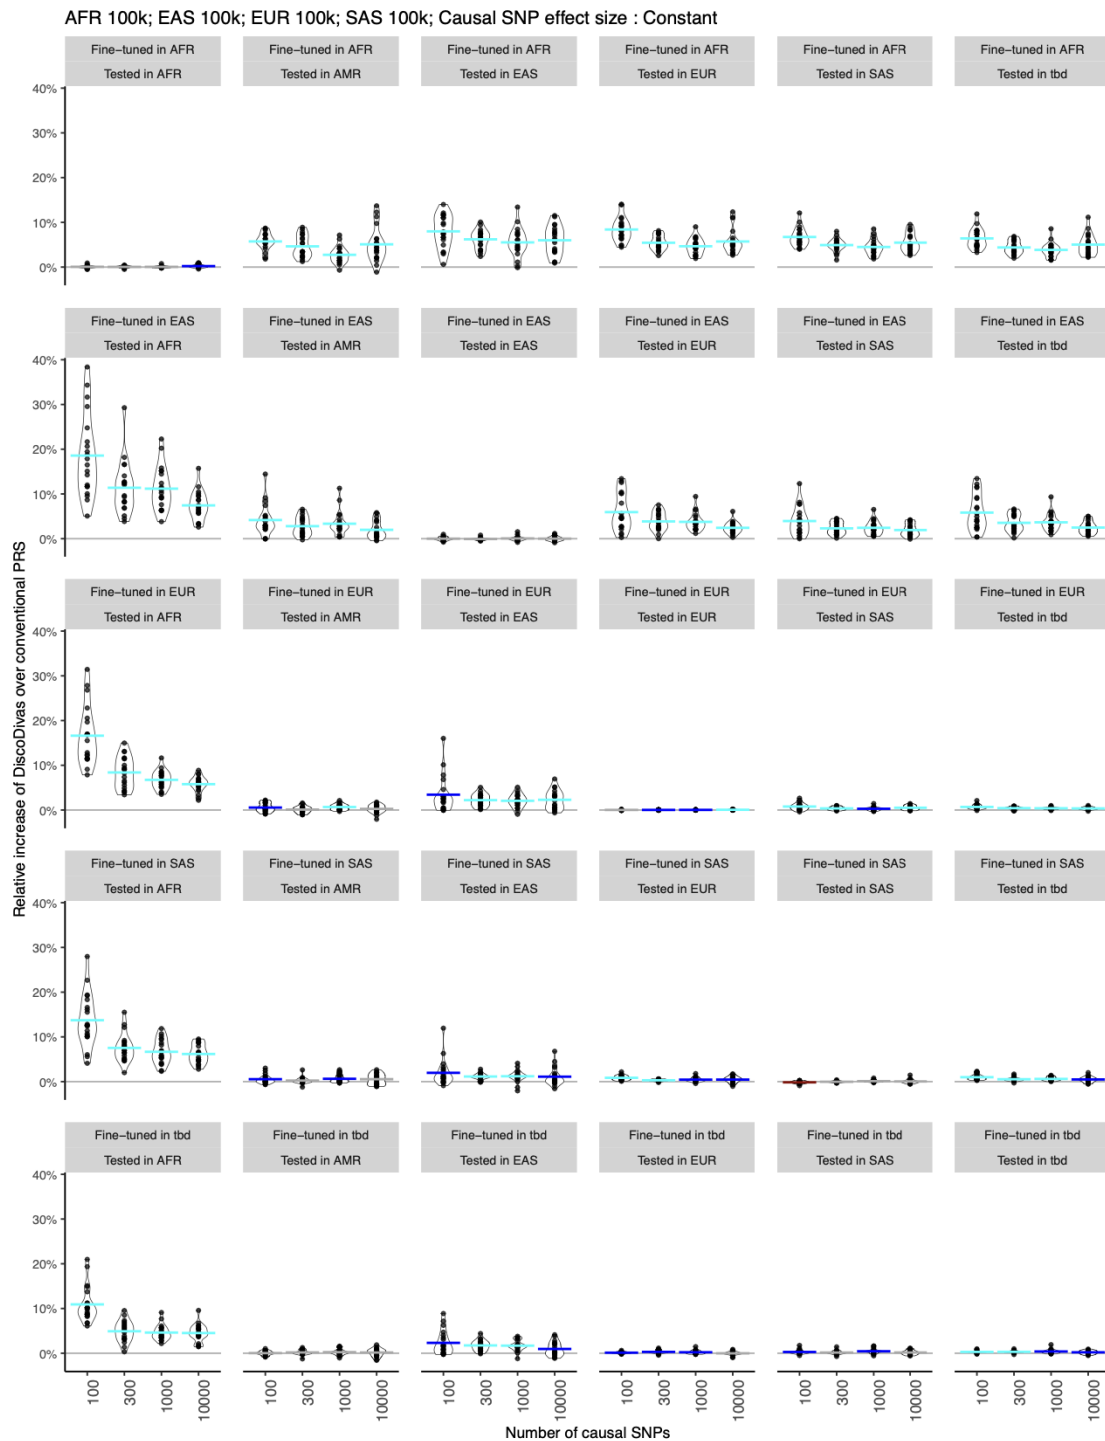 AFR 100k; EAS 100k; EUR 100k; SAS 100k; Causal SNP effect size : Constant
Fine−tuned in AFR Fine−tuned in AFR Fine−tuned in AFR Fine−tuned in AFR Fine−tuned in AFR Fine−tuned in AFR
Tested in AFR Tested in AMR Tested in EAS Tested in EUR Tested in SAS Tested in tbd
40%
30%
20%
10%
0%
Fine−tuned in EAS Fine−tuned in EAS Fine−tuned in EAS Fine−tuned in EAS Fine−tuned in EAS Fine−tuned in EAS
Tested in AFR Tested in AMR Tested in EAS Tested in EUR Tested in SAS Tested in tbd
40%
30%
20%
10%
0%
Relative increase of DiscoDivas over conventional PRS
Fine−tuned in EUR Fine−tuned in EUR Fine−tuned in EUR Fine−tuned in EUR Fine−tuned in EUR Fine−tuned in EUR
Tested in AFR Tested in AMR Tested in EAS Tested in EUR Tested in SAS Tested in tbd
40%
30%
20%
10%
0%
Fine−tuned in SAS Fine−tuned in SAS Fine−tuned in SAS Fine−tuned in SAS Fine−tuned in SAS Fine−tuned in SAS
Tested in AFR Tested in AMR Tested in EAS Tested in EUR Tested in SAS Tested in tbd
40%
30%
20%
10%
0%
Fine−tuned in tbd Fine−tuned in tbd Fine−tuned in tbd Fine−tuned in tbd Fine−tuned in tbd Fine−tuned in tbd
Tested in AFR Tested in AMR Tested in EAS Tested in EUR Tested in SAS Tested in tbd
40%
30%
20%
10%
0%
100 300 1000 10000 100 300 1000 10000 100 300 1000 10000 100 300 1000 10000 100 300 1000 10000 100 300 1000 10000
Number of causal SNPs